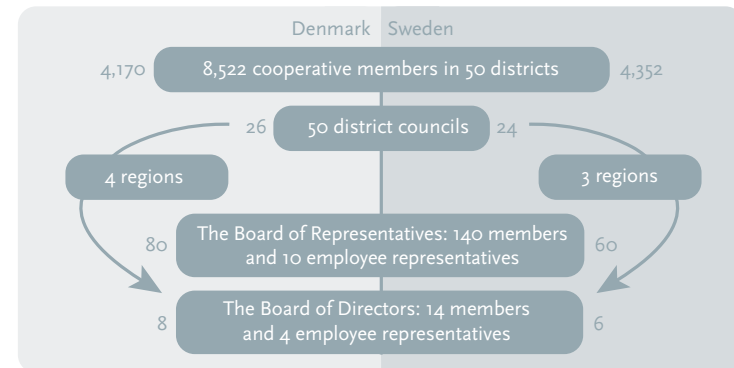 Denmark Sweden
4,170 8,522 cooperative members in 50 districts 4,352
26 50 district councils 24
4 regions 3 regions
80 The Board of Representatives: 140 members 60
and 10 employee representatives
8 The Board of Directors: 14 members 6
and 4 employee representatives